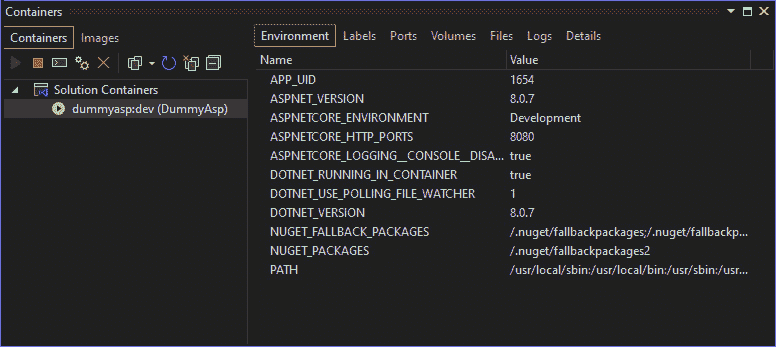 Containers
Containers Images
Solution Containers
dummyasp:dev (DummyAsp)
Environment Labels Ports Volumes Files Logs Details
Name Value
APP_UID 1654
ASPNET_VERSION 8.0.7
ASPNETCORE_ENVIRONMENT Development
ASPNETCORE_HTTP_PORTS 8080
ASPNETCORE_LOGGING__CONSOLE__DISA... true
DOTNET_RUNNING_IN_CONTAINER true
DOTNET_USE_POLLING_FILE_WATCHER 1
DOTNET_VERSION 8.0.7
NUGET_FALLBACK_PACKAGES /.nuget/fallbackpackages;/.nuget/fallbackp...
NUGET_PACKAGES /.nuget/fallbackpackages2
PATH /usr/local/sbin:/usr/local/bin:/usr/sbin:/usr...